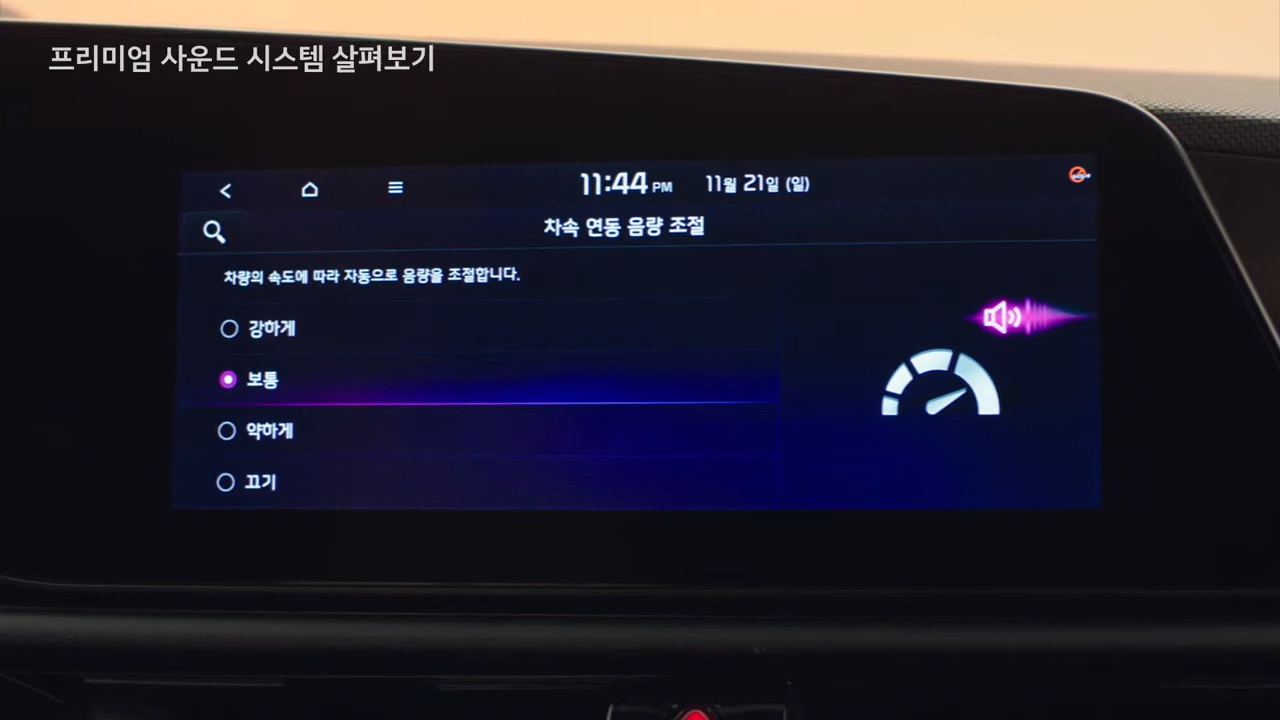 프리미엄 사운드 시스템 살펴보기
11:44 PM 11월 21일 (일)
차속 연동 음량 조절
차량의 속도에 따라 자동으로 음량을 조절합니다.
강하게
보통
약하게
끄기